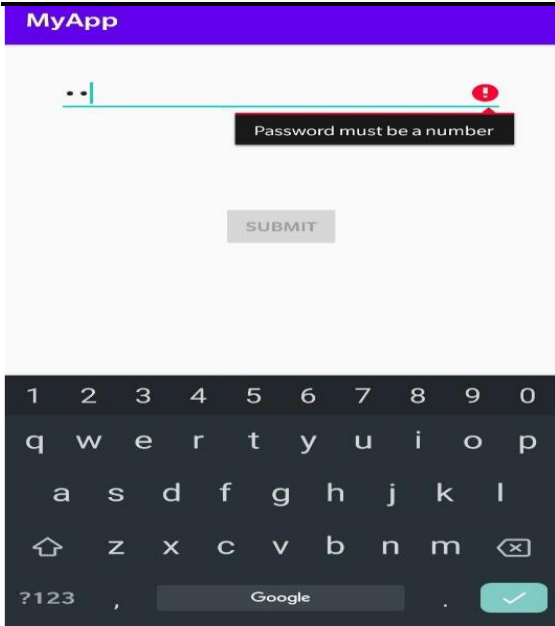 MyApp
••
Password must be a number
SUBMIT
1 2 3 4 5 6 7 8 9 0
q w e r t y u i o p
a s d f g h j k l
z x c v b n m
?123 , Google .